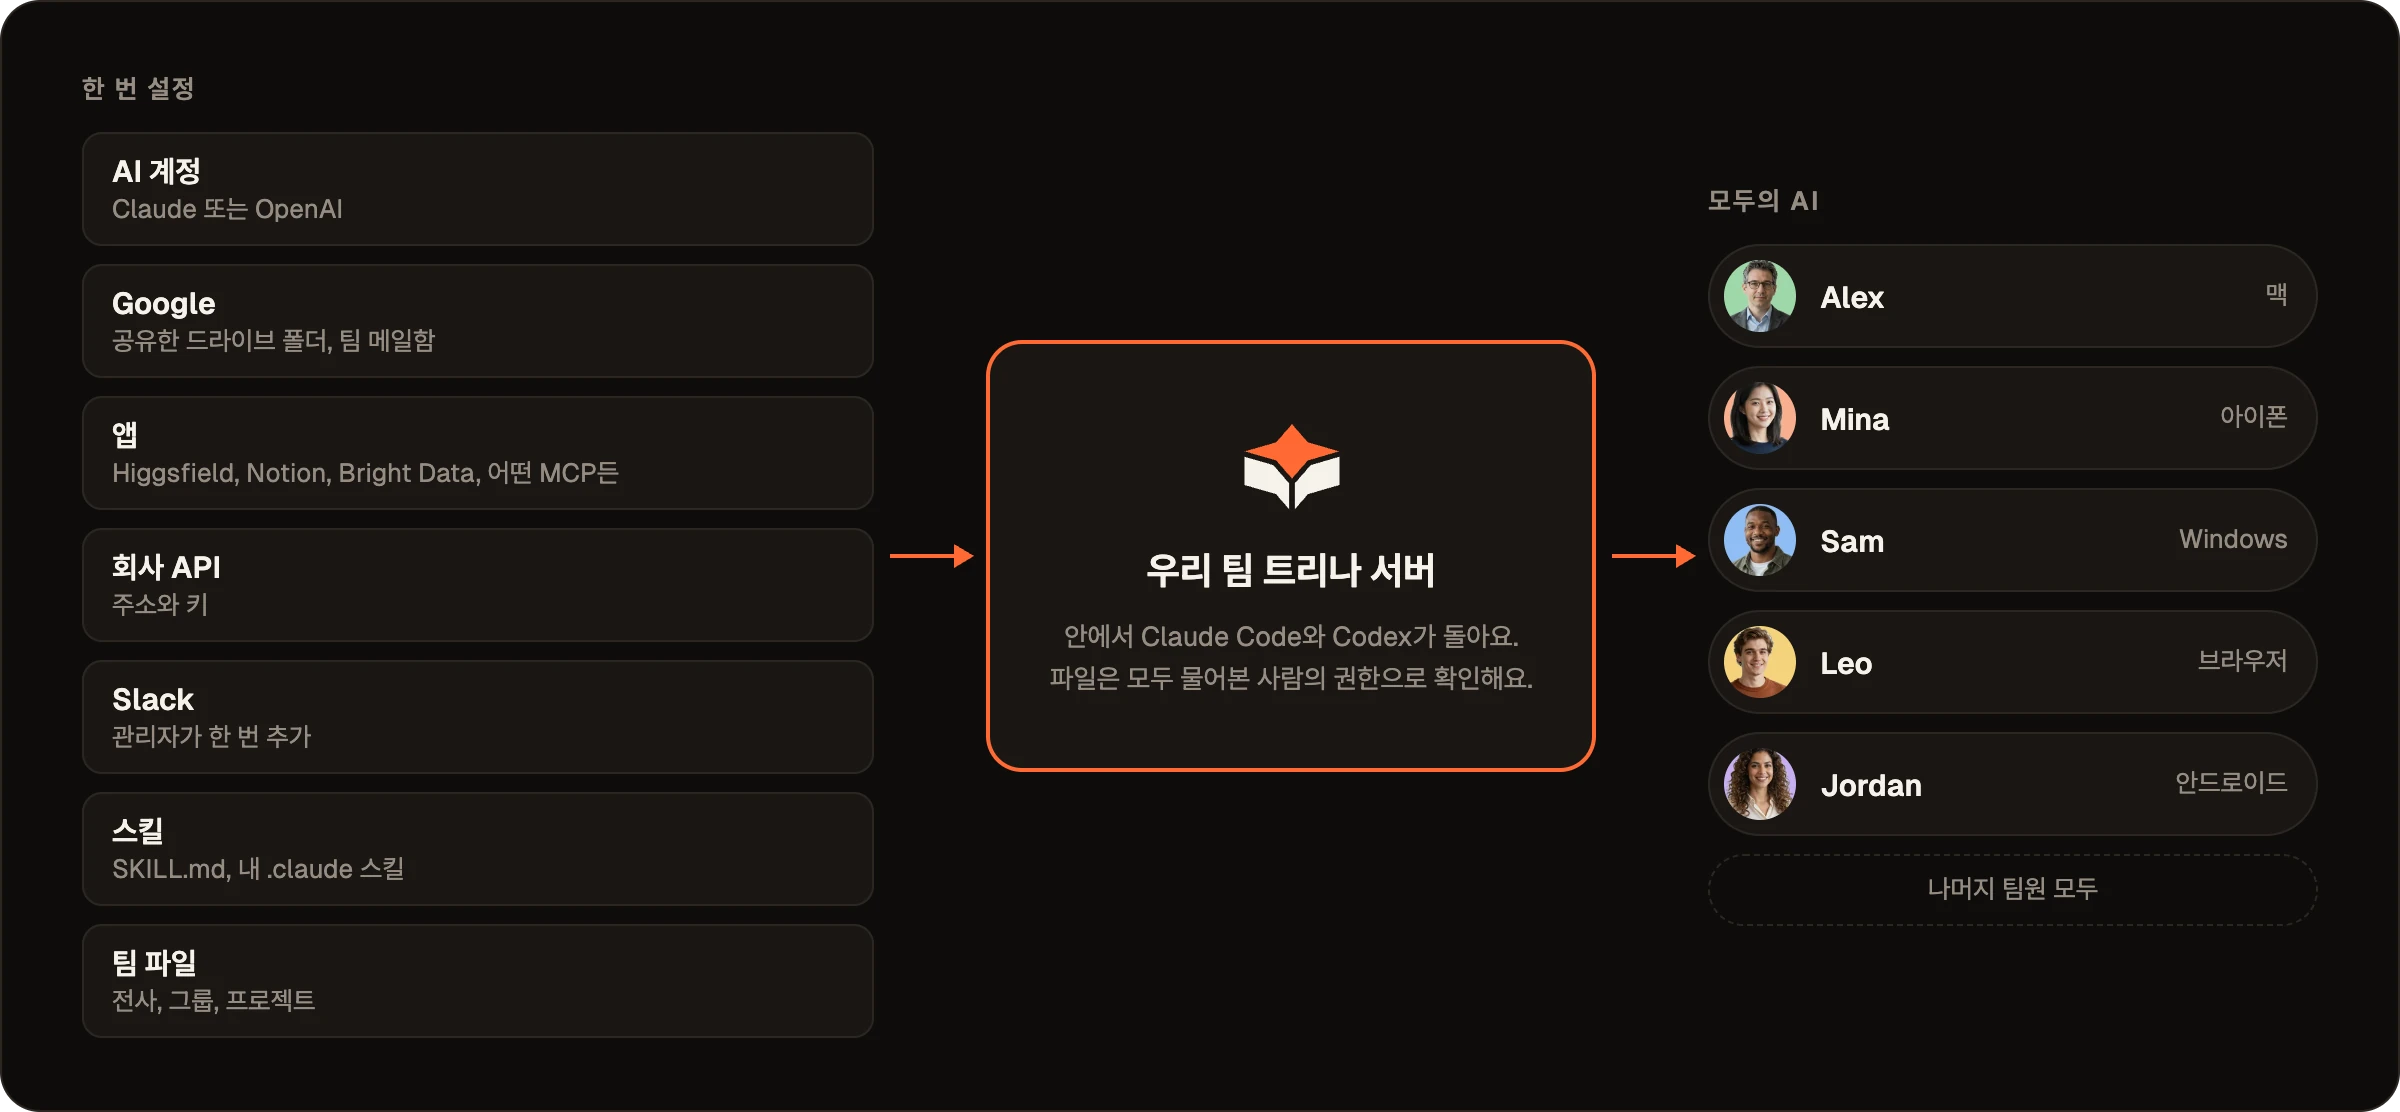 한 번 설정
AI 계정
Claude 또는 OpenAI
Google
공유한 드라이브 폴더, 팀 메일함
앱
Higgsfield, Notion, Bright Data, 어떤 MCP든
회사 API
주소와 키
Slack
관리자가 한 번 추가
스킬
SKILL.md, 내 .claude 스킬
팀 파일
전사, 그룹, 프로젝트
우리 팀 트리나 서버
안에서 Claude Code와 Codex가 돌아요.
파일은 모두 물어본 사람의 권한으로 확인해요.
모두의 AI
Alex 맥
Mina 아이폰
Sam Windows
Leo 브라우저
Jordan 안드로이드
나머지 팀원 모두